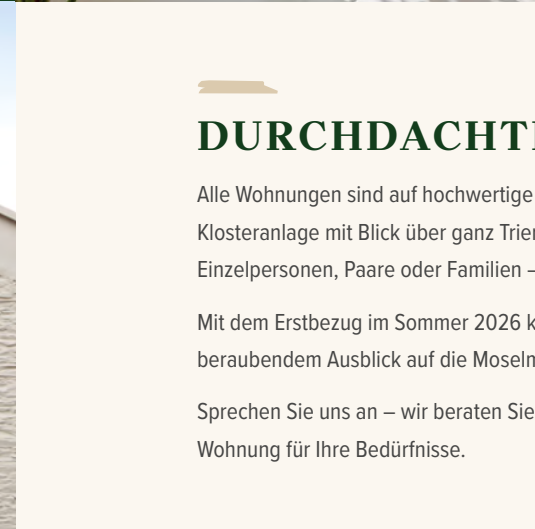 DURCHDACHT
Alle Wohnungen sind auf hochwertige
Klosteranlage mit Blick über ganz Trier
Einzelpersonen, Paare oder Familien –
Mit dem Erstbezug im Sommer 2026 k
beraubendem Ausblick auf die Moselm
Sprechen Sie uns an – wir beraten Sie
Wohnung für Ihre Bedürfnisse.